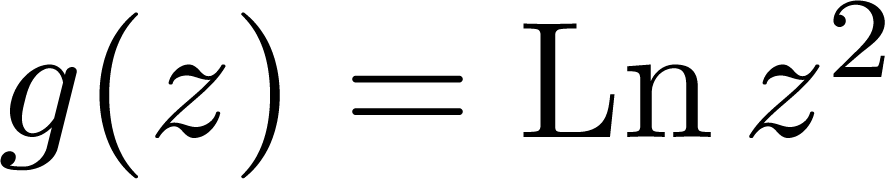 g(z) = Ln z²